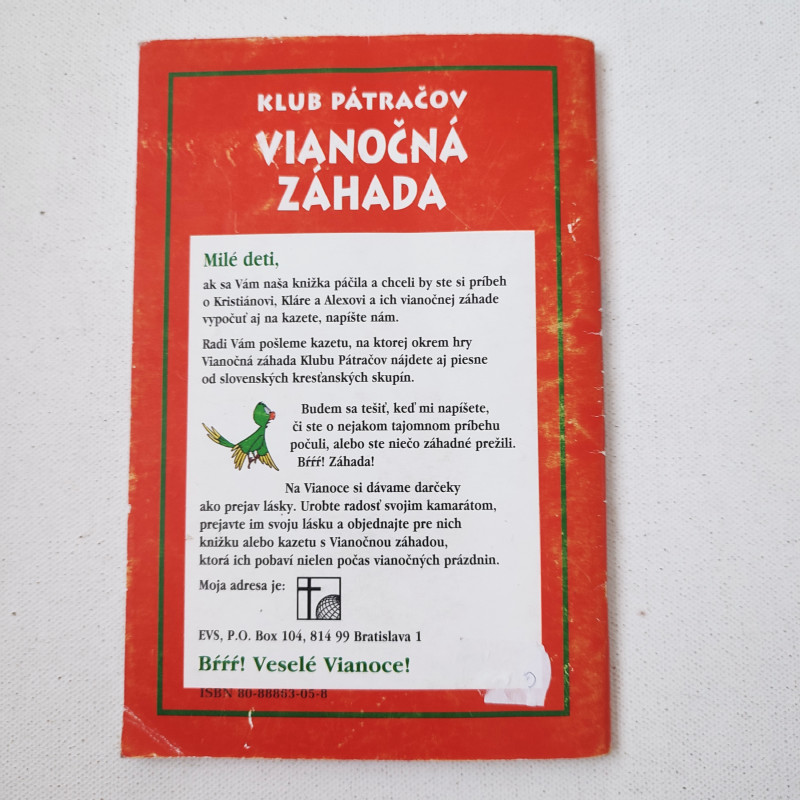 KLUB PÁTRAČOV
VIANOČNÁ
ZÁHADA
Milé deti,
ak sa Vám naša knižka páčila a chceli by ste si príbeh
o Kristiánovi, Kláre a Alexovi a ich vianočnej záhade
vypočuť aj na kazete, napíšte nám.
Radi Vám pošleme kazetu, na ktorej okrem hry
Vianočná záhada Klubu Pátračov nájdete aj piesne
od slovenských kresťanských skupín.
Budem sa tešiť, keď mi napíšete,
či ste o nejakom tajomnom príbehu
počuli, alebo ste niečo záhadné prežili.
Bŕŕŕ! Záhada!
Na Vianoce si dávame darčeky
ako prejav lásky. Urobte radosť svojim kamarátom,
prejavte im svoju lásku a objednajte pre nich
knižku alebo kazetu s Vianočnou záhadou,
ktorá ich pobaví nielen počas vianočných prázdnin.
Moja adresa je:
EVS, P.O. Box 104, 814 99 Bratislava 1
Bŕŕŕ! Veselé Vianoce!
ISBN 80-88853-05-8